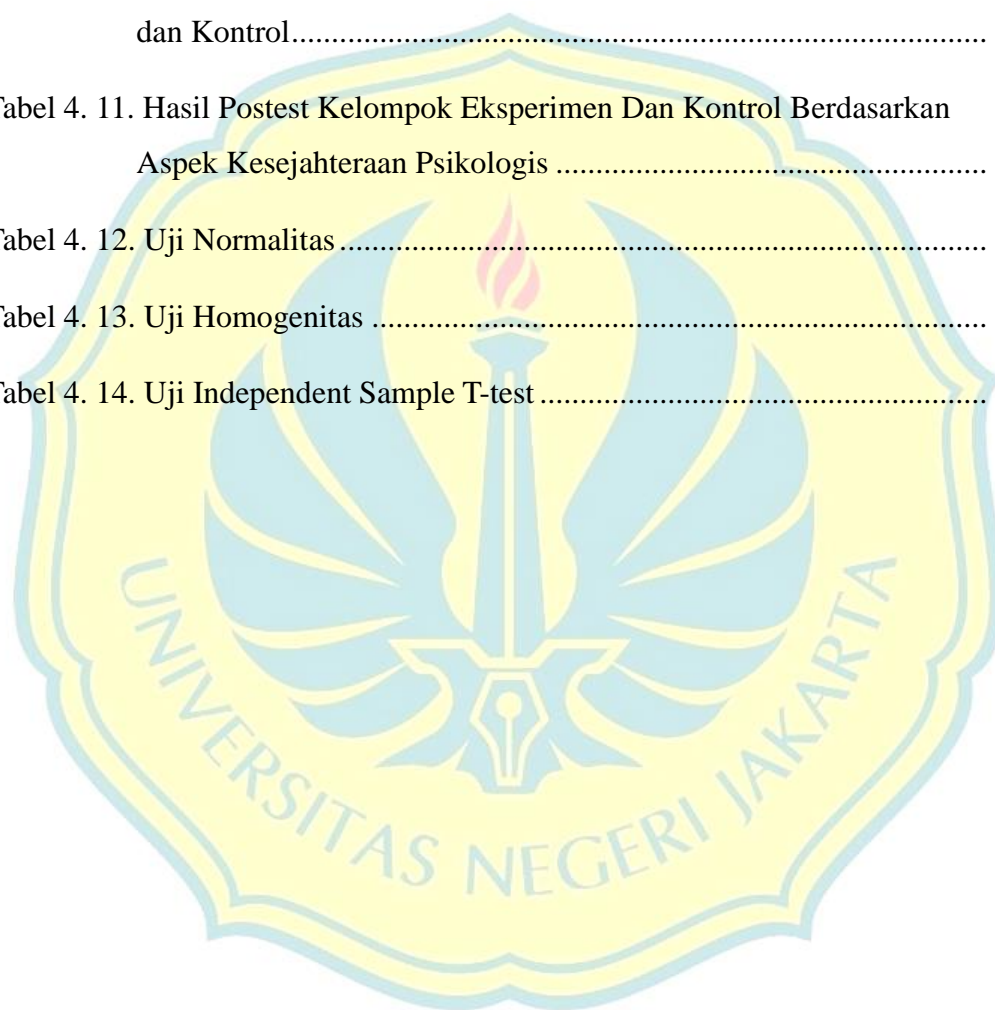 dan Kontrol..............................................................................
Tabel 4. 11. Hasil Postest Kelompok Eksperimen Dan Kontrol Berdasarkan
Aspek Kesejahteraan Psikologis .....................................................
Tabel 4. 12. Uji Normalitas...............................................................................
Tabel 4. 13. Uji Homogenitas ...........................................................................
Tabel 4. 14. Uji Independent Sample T-test.......................................................
UNIVERSITAS NEGERI JAKARTA